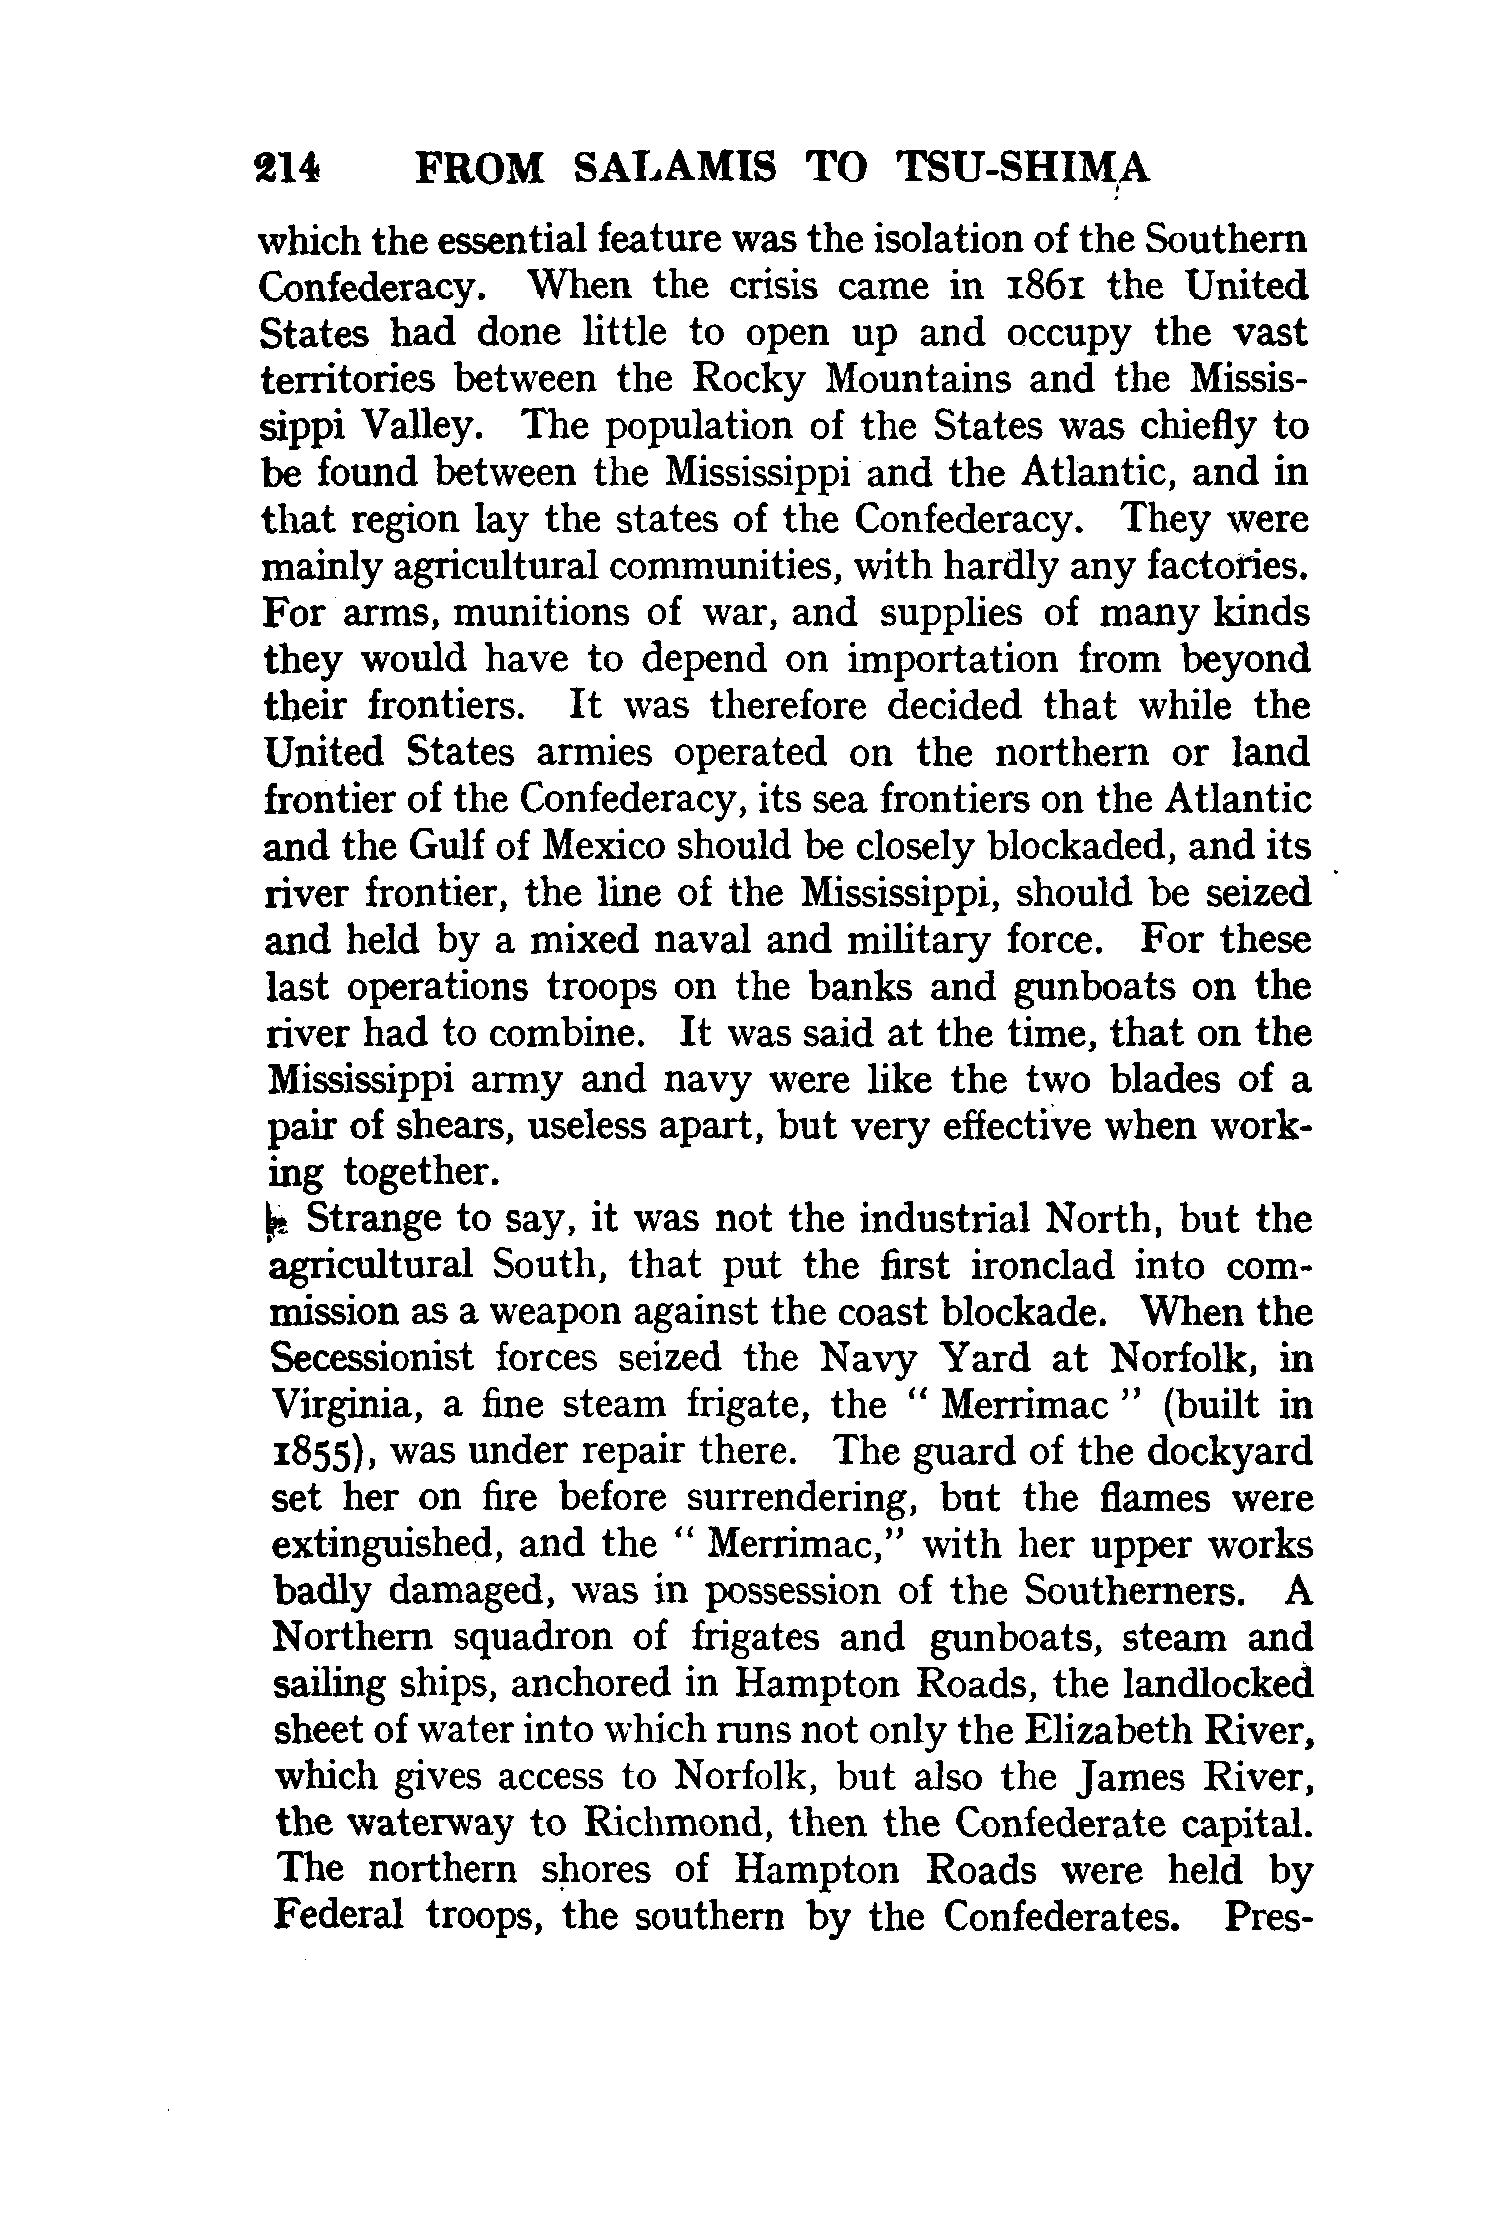 214 FROM SALAMIS TO TSU-SHIMA
which the essential feature was the isolation of the Southern
Confederacy. When the crisis came in 1861 the United
States had done little to open up and occupy the vast
territories between the Rocky Mountains and the Missis-
sippi Valley. The population of the States was chiefly to
be found between the Mississippi and the Atlantic, and in
that region lay the states of the Confederacy. They were
mainly agricultural communities, with hardly any factories.
For arms, munitions of war, and supplies of many kinds
they would have to depend on importation from beyond
their frontiers. It was therefore decided that while the
United States armies operated on the northern or land
frontier of the Confederacy, its sea frontiers on the Atlantic
and the Gulf of Mexico should be closely blockaded, and its
river frontier, the line of the Mississippi, should be seized
and held by a mixed naval and military force. For these
last operations troops on the banks and gunboats on the
river had to combine. It was said at the time, that on the
Mississippi army and navy were like the two blades of a
pair of shears, useless apart, but very effective when work-
ing together.
Strange to say, it was not the industrial North, but the
agricultural South, that put the first ironclad into com-
mission as a weapon against the coast blockade. When the
Secessionist forces seized the Navy Yard at Norfolk, in
Virginia, a fine steam frigate, the “ Merrimac ” (built in
1855), was under repair there. The guard of the dockyard
set her on fire before surrendering, but the flames were
extinguished, and the “ Merrimac,” with her upper works
badly damaged, was in possession of the Southerners. A
Northern squadron of frigates and gunboats, steam and
sailing ships, anchored in Hampton Roads, the landlocked
sheet of water into which runs not only the Elizabeth River,
which gives access to Norfolk, but also the James River,
the waterway to Richmond, then the Confederate capital.
The northern shores of Hampton Roads were held by
Federal troops, the southern by the Confederates. Pres-